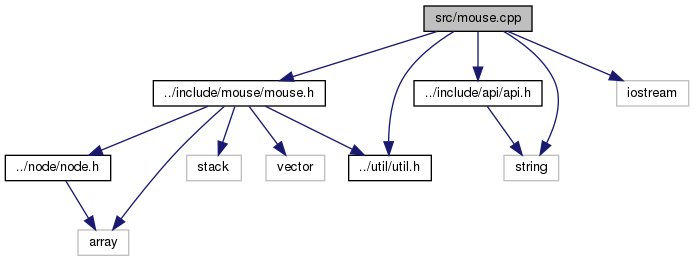 src/mouse.cpp
../include/mouse/mouse.h
../include/api/api.h
iostream
../node/node.h
stack
vector
../util/util.h
string
array